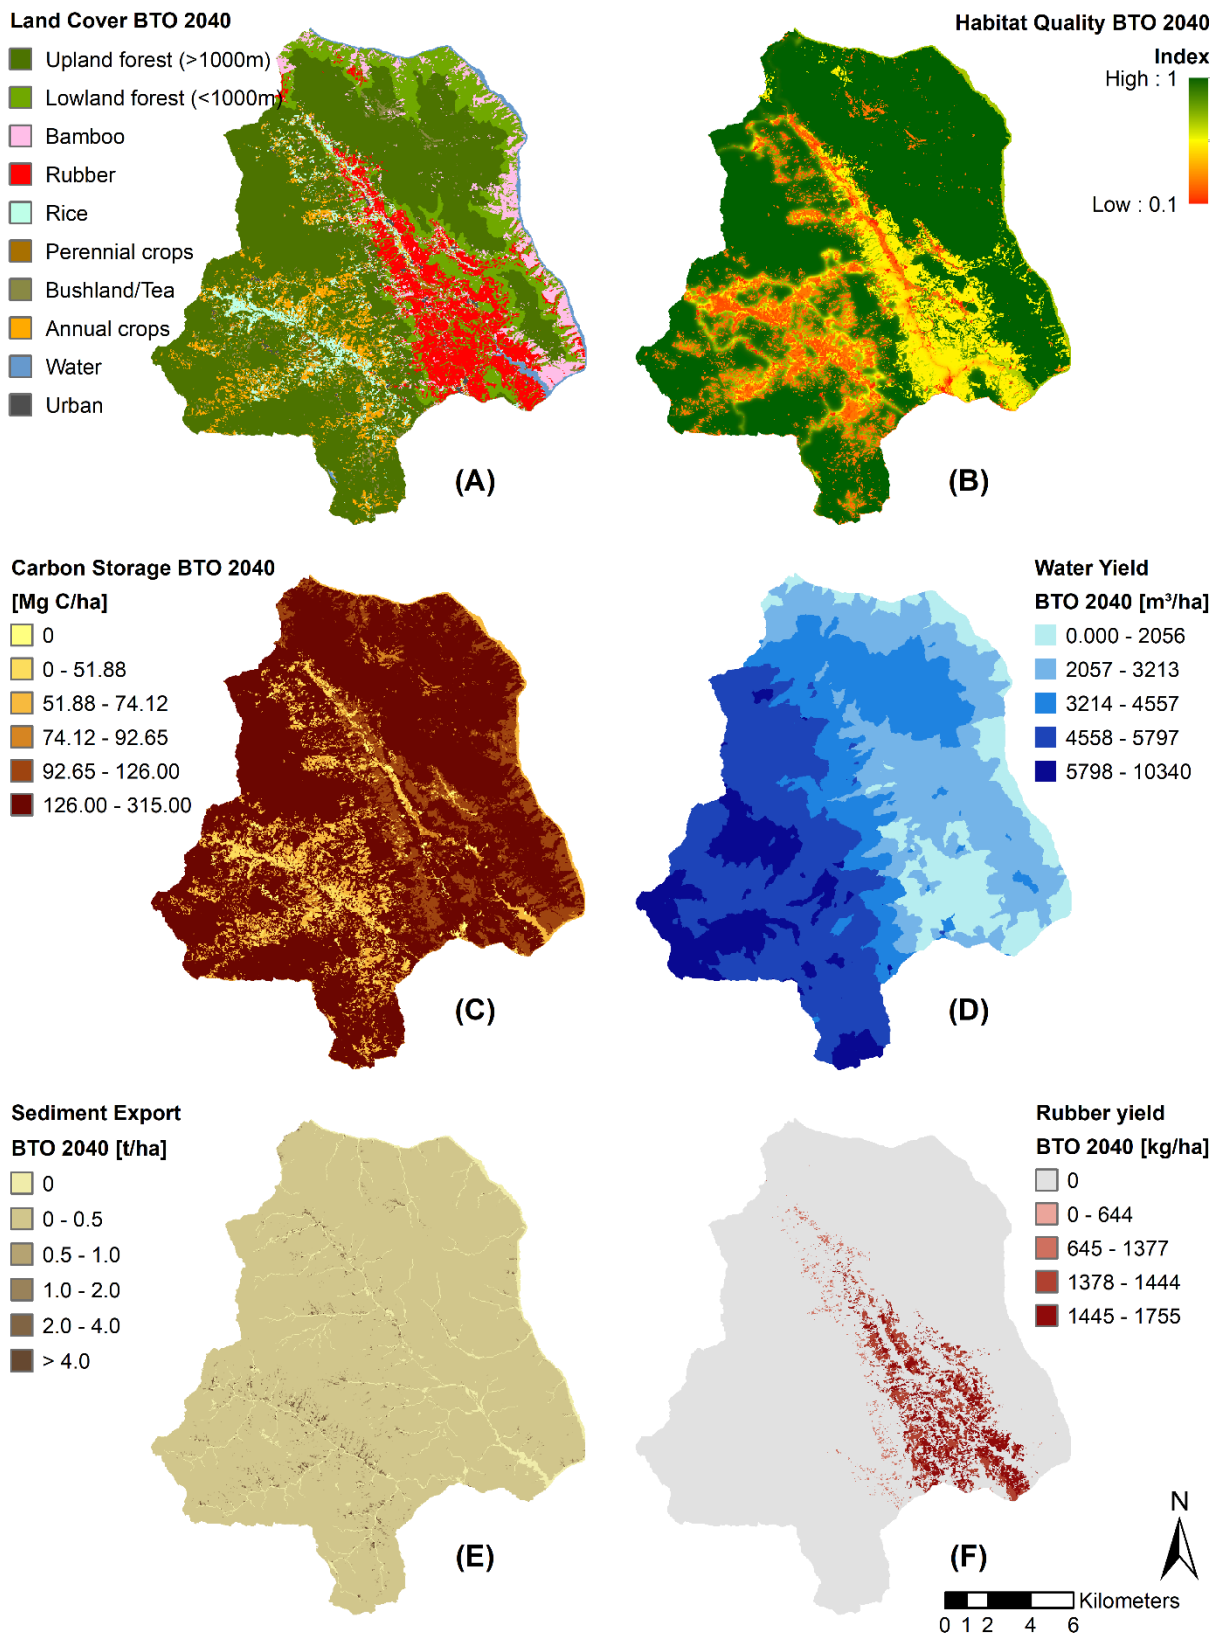 Land Cover BTO 2040
Upland forest (>1000m)
Lowland forest (<1000m)
Bamboo
Rubber
Rice
Perennial crops
Bushland/Tea
Annual crops
Water
Urban
(A)
Habitat Quality BTO 2040
Index
High : 1
Low : 0.1
(B)
Carbon Storage BTO 2040
[Mg C/ha]
0
0 - 51.88
51.88 - 74.12
74.12 - 92.65
92.65 - 126.00
126.00 - 315.00
(C)
Water Yield
BTO 2040 [m³/ha]
0.000 - 2056
2057 - 3213
3214 - 4557
4558 - 5797
5798 - 10340
(D)
Sediment Export
BTO 2040 [t/ha]
0
0 - 0.5
0.5 - 1.0
1.0 - 2.0
2.0 - 4.0
> 4.0
(E)
Rubber yield
BTO 2040 [kg/ha]
0
0 - 644
645 - 1377
1378 - 1444
1445 - 1755
(F)
N
Kilometers
0 1 2 4 6